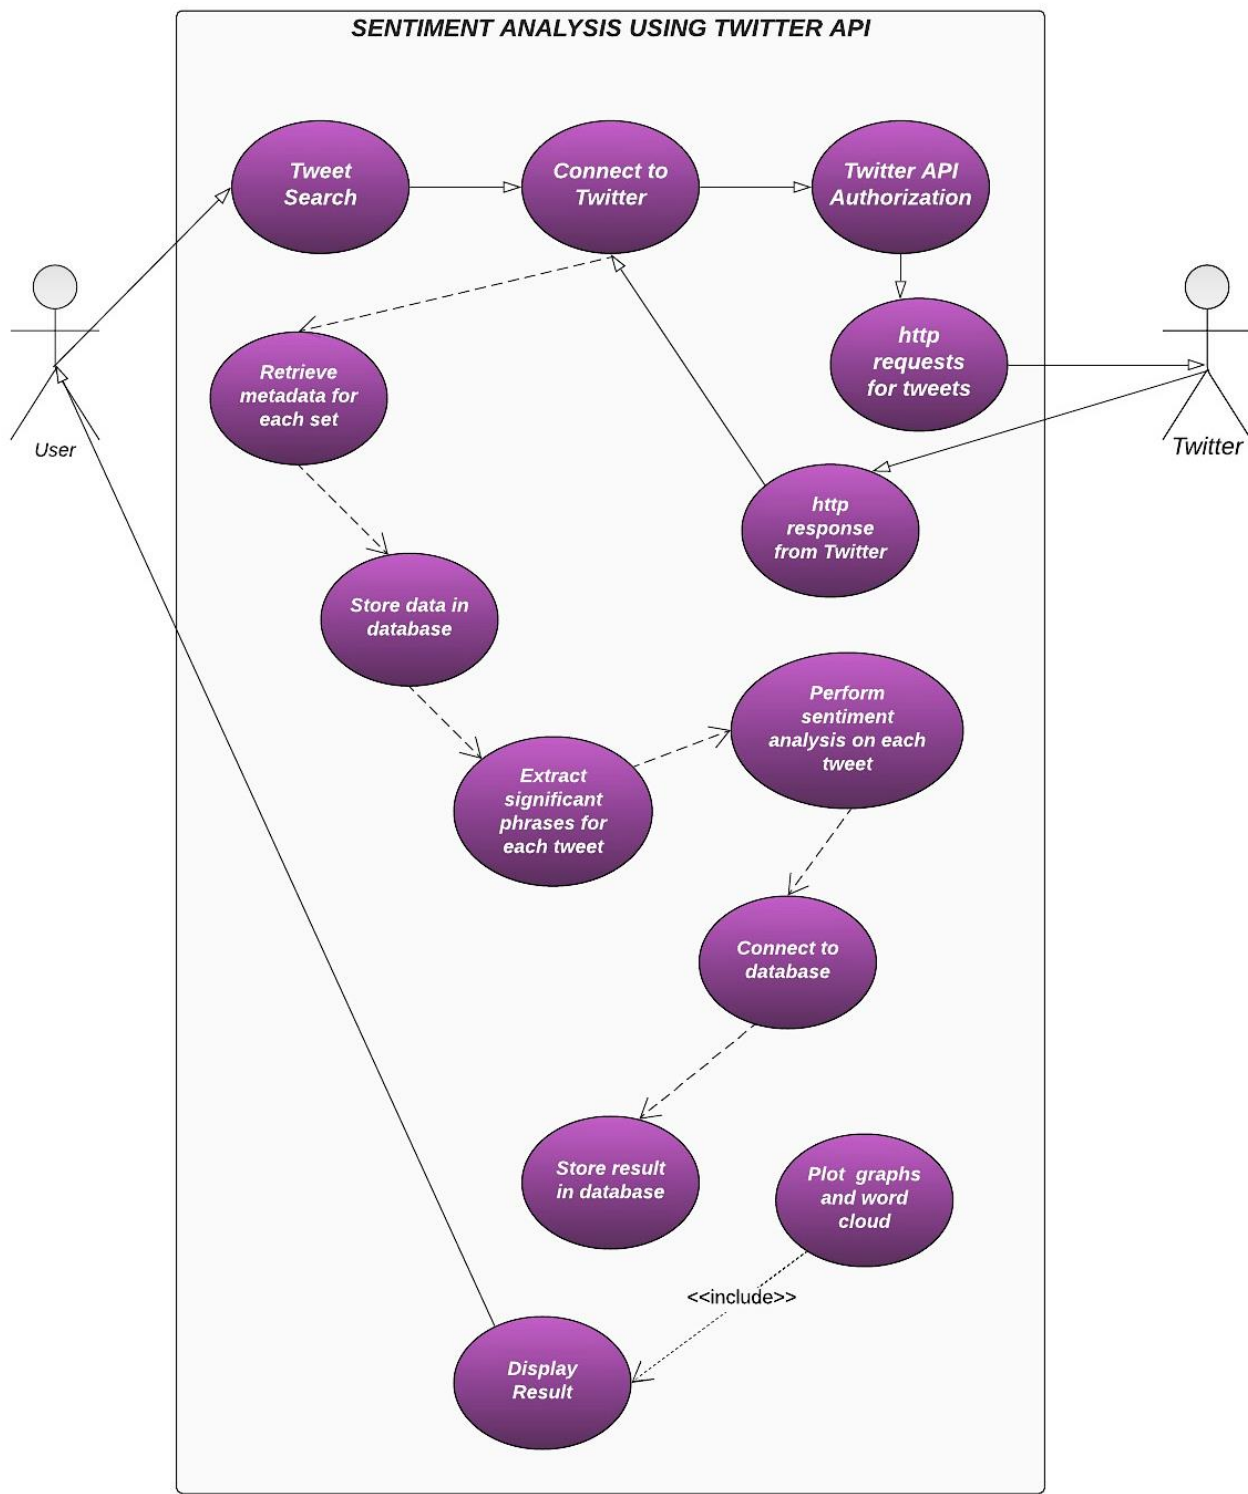 SENTIMENT ANALYSIS USING TWITTER API
Tweet
Search
Connect to
Twitter
Twitter API
Authorization
http
requests
for tweets
User
Twitter
Retrieve
metadata for
each set
http
response
from Twitter
Store data in
database
Perform
sentiment
analysis on each
tweet
Extract
significant
phrases for
each tweet
Connect to
database
Store result
in database
Plot graphs
and word
cloud
<<include>>
Display
Result